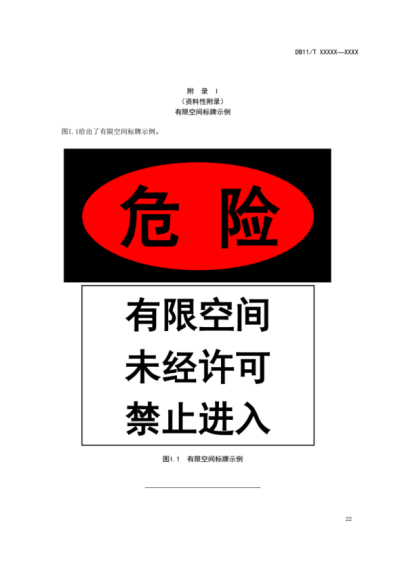 DB11/T XXXXX—XXXX
附 录 I
（资料性附录）
有限空间标牌示例
图I.1给出了有限空间标牌示例。
危 险
有限空间
未经许可
禁止进入
图I.1 有限空间标牌示例
22